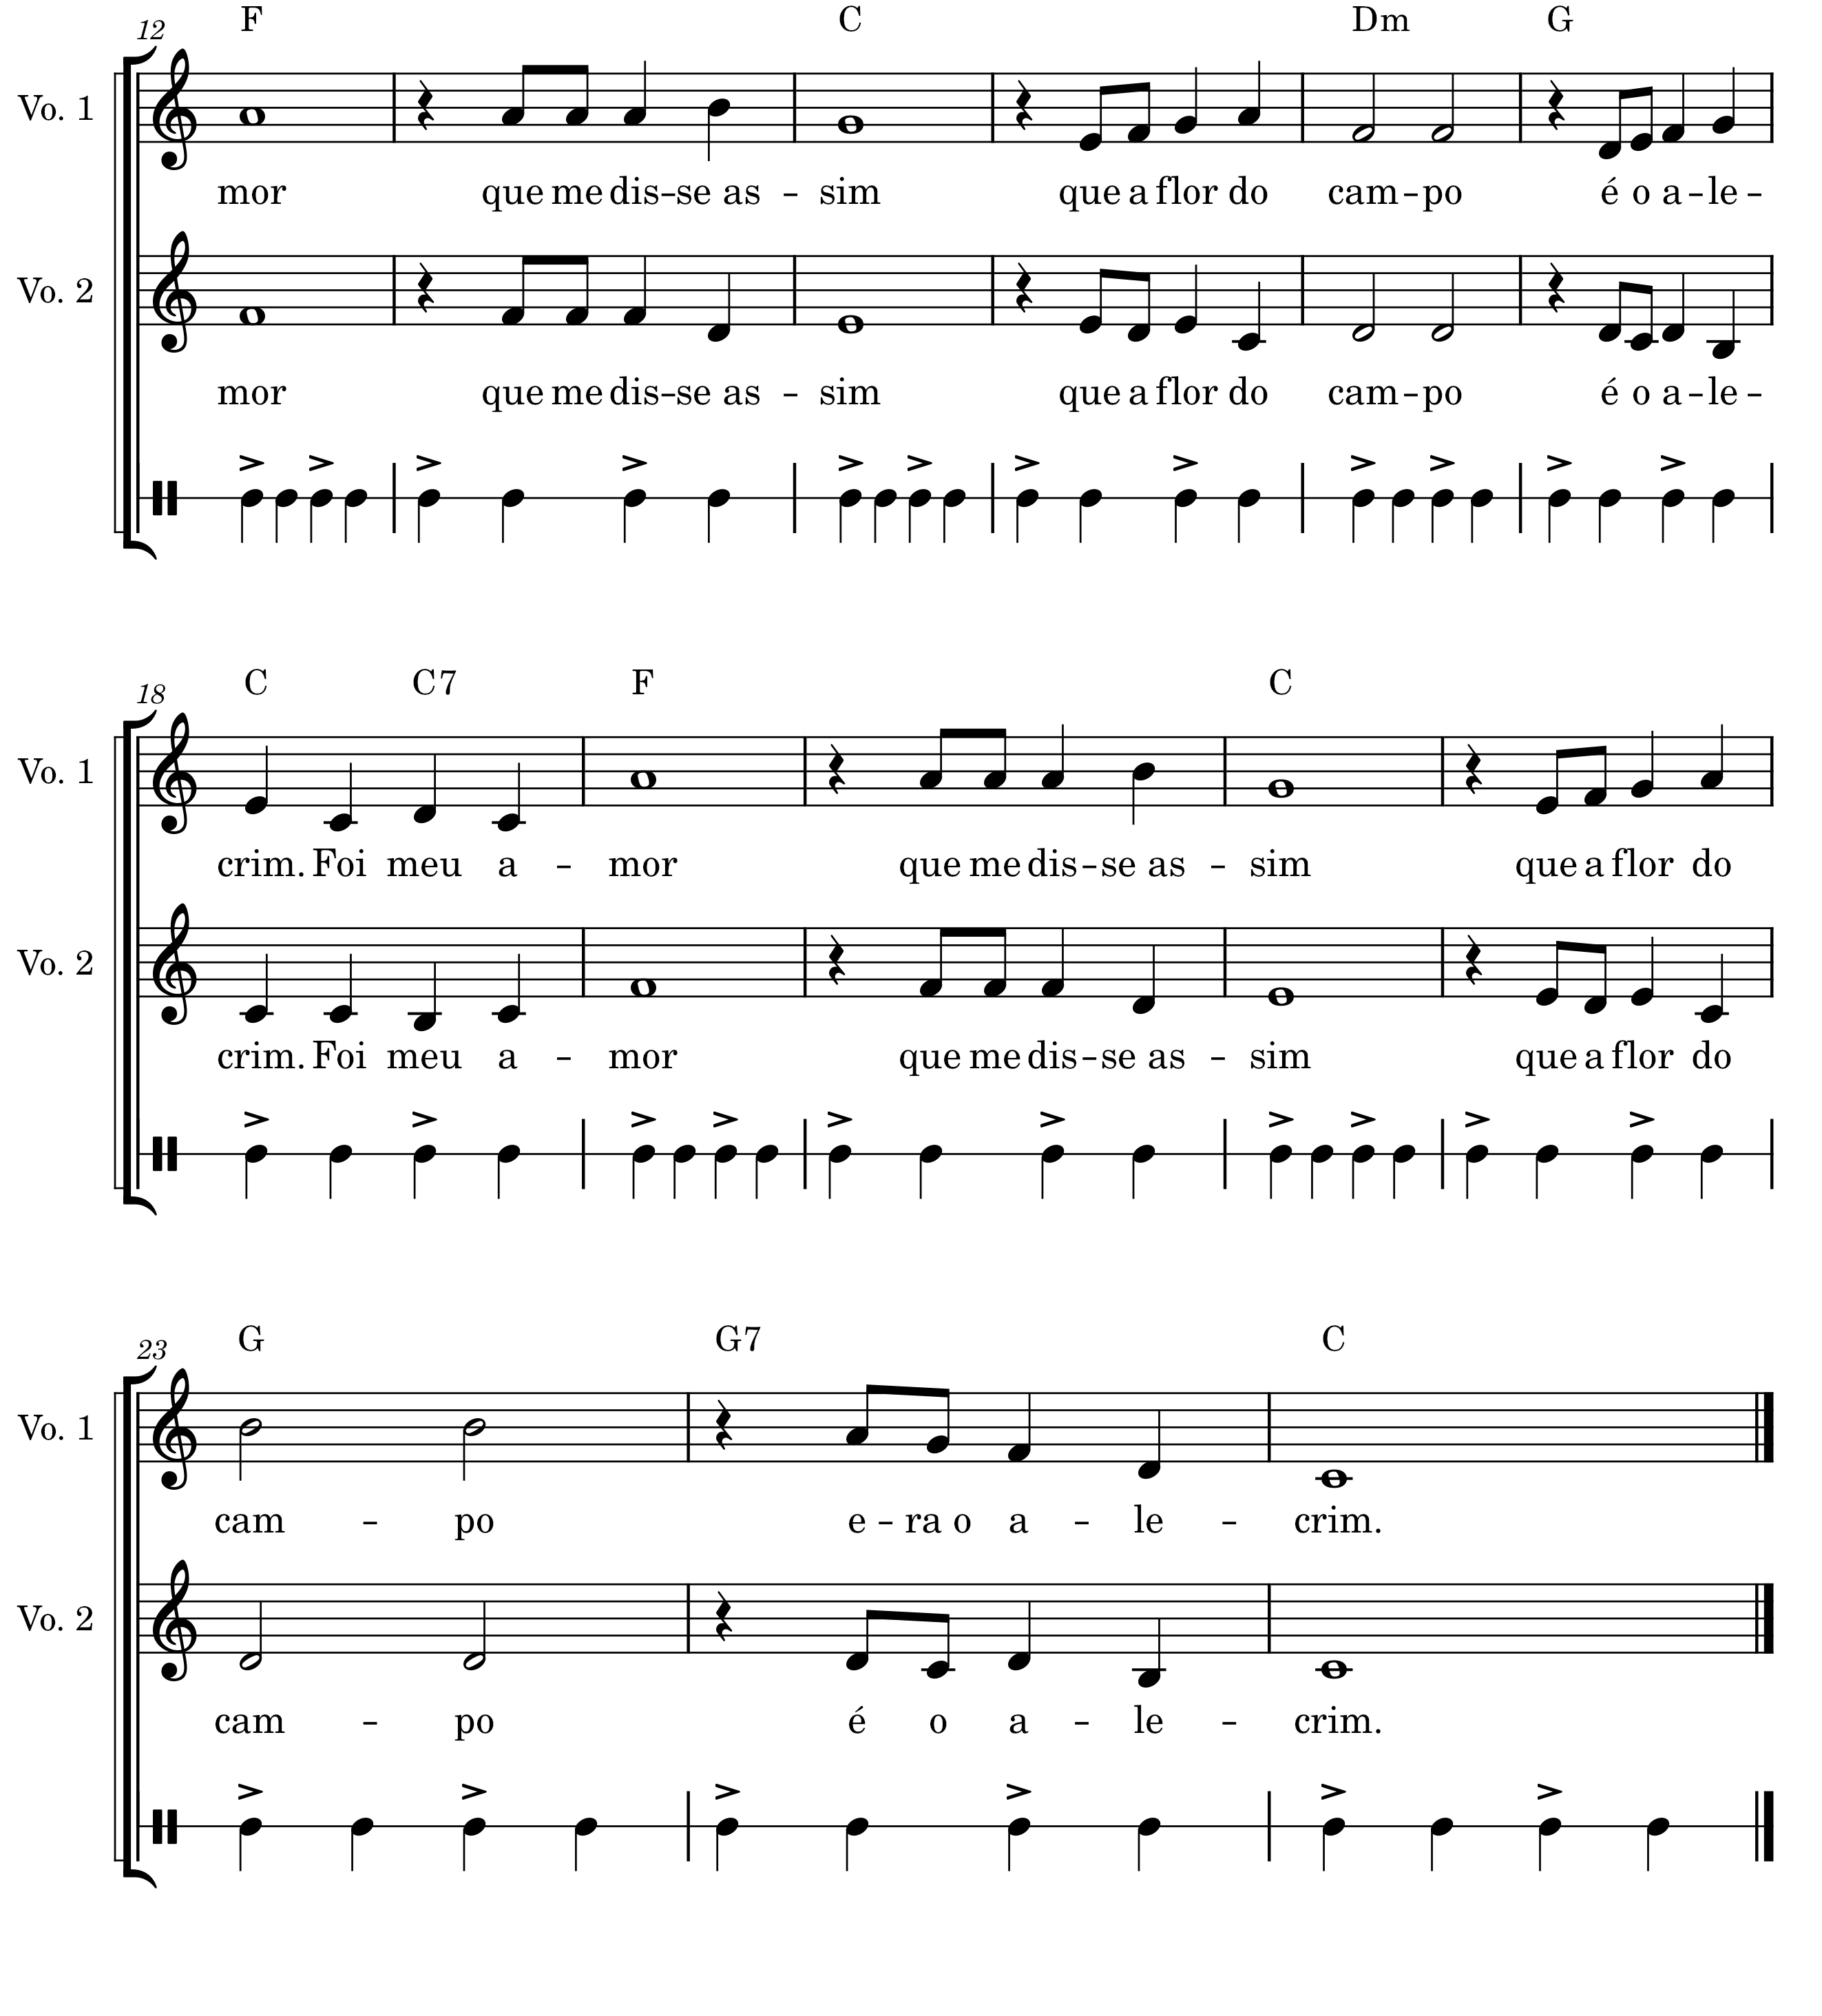 12 F C Dm G
Vo. 1
mor que me dis – se as – sim que a flor do cam – po é o a – le –
Vo. 2
mor que me dis – se as – sim que a flor do cam – po é o a – le –
18 C C7 F C
Vo. 1
crim. Foi meu a – mor que me dis – se as – sim que a flor do
Vo. 2
crim. Foi meu a – mor que me dis – se as – sim que a flor do
23 G G7 C
Vo. 1
cam – po e – ra o a – le – crim.
Vo. 2
cam – po é o a – le – crim.